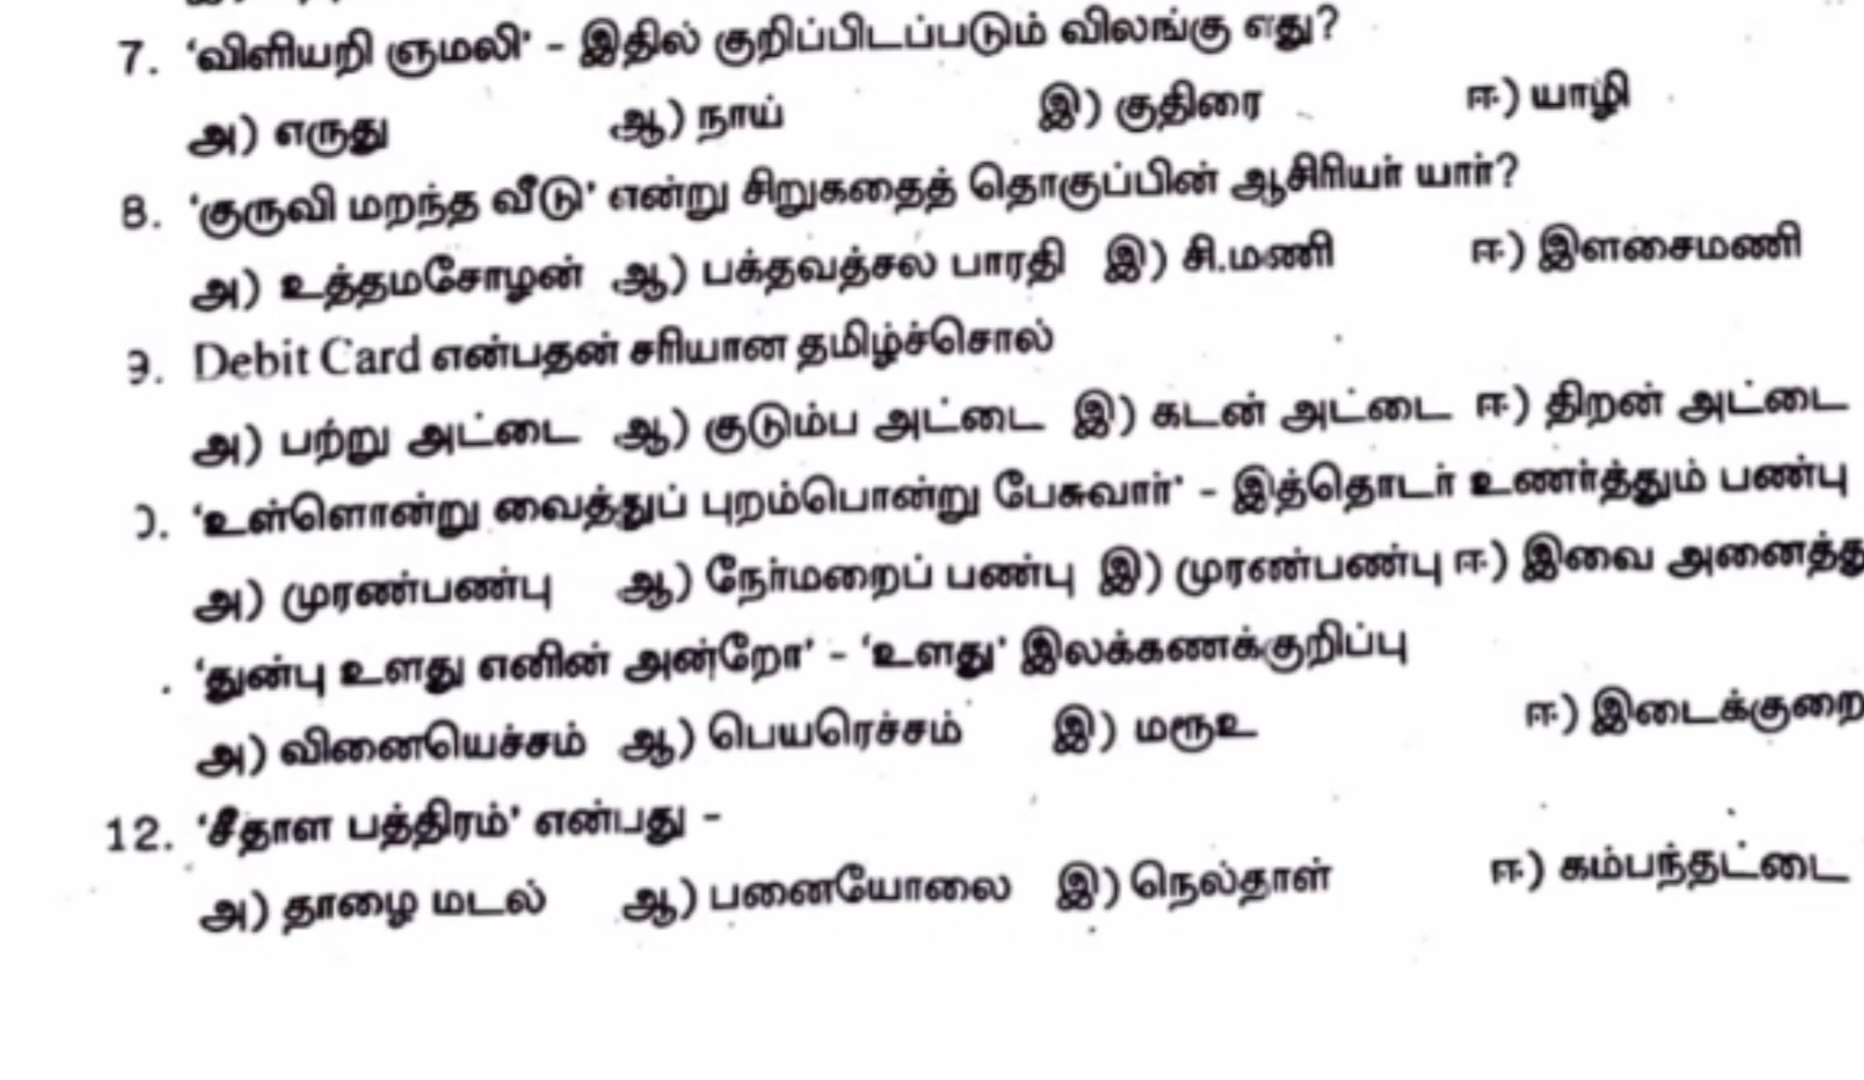 7. 'விளியறி ஞமலி' - இதில் குறிப்பிடப்படும் விலங்கு எது?
அ) எருது ஆ) நாய் இ) குதிரை ஈ) யாழி
8. 'குருவி மறந்த வீடு' என்று சிறுகதைத் தொகுப்பின் ஆசிரியர் யார்?
அ) உத்தமசோழன் ஆ) பக்தவத்சல பாரதி இ) சி.மணி ஈ) இளசைமணி
9. Debit Card என்பதன் சரியான தமிழ்ச்சொல்
அ) பற்று அட்டை ஆ) குடும்ப அட்டை இ) கடன் அட்டை ஈ) திறன் அட்டை
0. 'உள்ளொன்று வைத்துப் புறம்பொன்று பேசுவார்' - இத்தொடர் உணர்த்தும் பண்பு
அ) முரண்பண்பு ஆ) நேர்மறைப் பண்பு இ) முரண்பண்பு ஈ) இவை அனைத்து
. 'துன்பு உளது எனின் அன்றோ' - 'உளது' இலக்கணக்குறிப்பு
அ) வினையெச்சம் ஆ) பெயரெச்சம் இ) மரூஉ ஈ) இடைக்குறை
12. 'சீதாள பத்திரம்' என்பது -
அ) தாழை மடல் ஆ) பனையோலை இ) நெல்தாள் ஈ) கம்பந்தட்டை